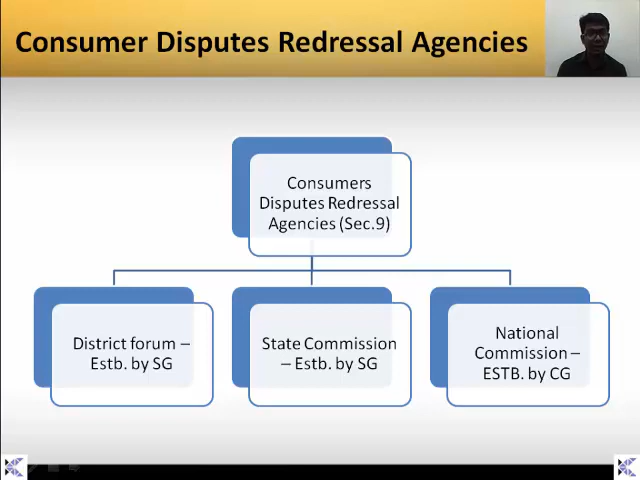 Consumer Disputes Redressal Agencies
Consumers
Disputes Redressal
Agencies (Sec.9)
District forum –
Estb. by SG
State Commission
– Estb. by SG
National
Commission –
ESTB. by CG